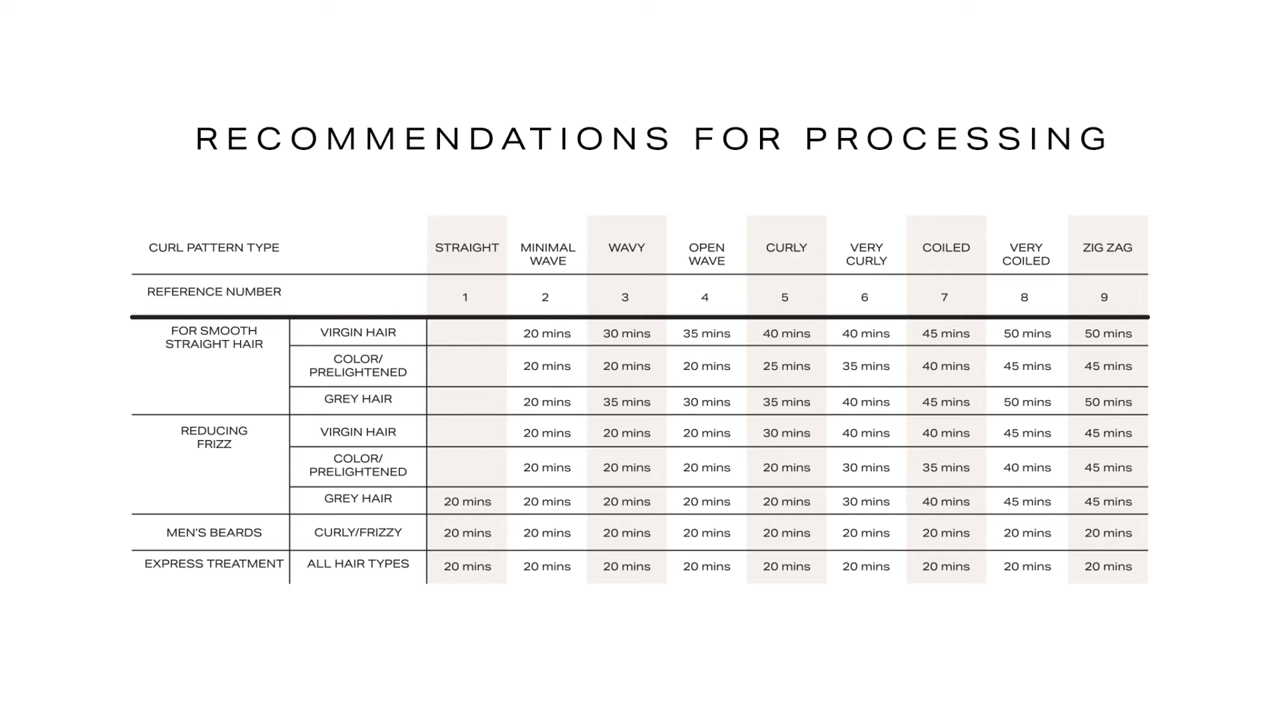 RECOMMENDATIONS FOR PROCESSING
CURL PATTERN TYPE STRAIGHT MINIMAL WAVE WAVY OPEN WAVE CURLY VERY CURLY COILED VERY COILED ZIG ZAG
REFERENCE NUMBER 1 2 3 4 5 6 7 8 9
FOR SMOOTH STRAIGHT HAIR
VIRGIN HAIR 20 mins 30 mins 35 mins 40 mins 40 mins 45 mins 50 mins 50 mins
COLOR/ PRELIGHTENED 20 mins 20 mins 20 mins 25 mins 35 mins 40 mins 45 mins 45 mins
GREY HAIR 20 mins 35 mins 30 mins 35 mins 40 mins 45 mins 50 mins 50 mins
REDUCING FRIZZ
VIRGIN HAIR 20 mins 20 mins 20 mins 30 mins 40 mins 40 mins 45 mins 45 mins
COLOR/ PRELIGHTENED 20 mins 20 mins 20 mins 20 mins 30 mins 35 mins 40 mins 45 mins
GREY HAIR 20 mins 20 mins 20 mins 20 mins 20 mins 30 mins 40 mins 45 mins 45 mins
MEN'S BEARDS CURLY/FRIZZY 20 mins 20 mins 20 mins 20 mins 20 mins 20 mins 20 mins 20 mins 20 mins
EXPRESS TREATMENT ALL HAIR TYPES 20 mins 20 mins 20 mins 20 mins 20 mins 20 mins 20 mins 20 mins 20 mins